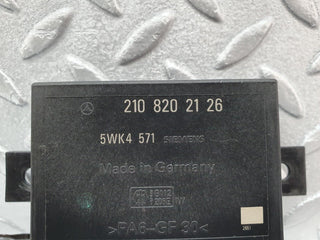 210 820 21 26
5WK4 571 SIEMENS
Made in Germany
>PA6-GF 30<